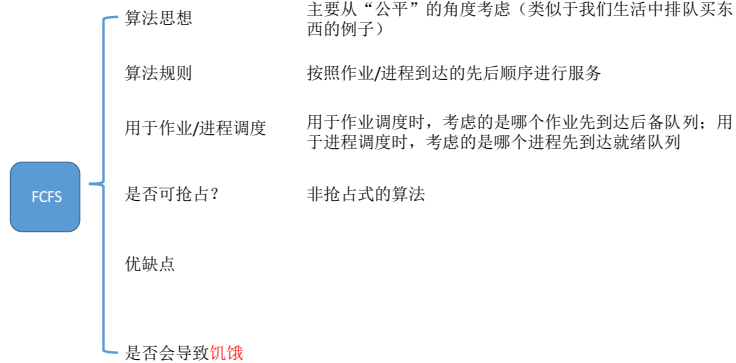 算法思想
主要从“公平”的角度考虑（类似于我们生活中排队买东
西的例子）
算法规则
按照作业/进程到达的先后顺序进行服务
用于作业/进程调度
用于作业调度时，考虑的是哪个作业先到达后备队列；用
于进程调度时，考虑的是哪个进程先到达就绪队列
FCFS
是否可抢占？
非抢占式的算法
优缺点
是否会导致饥饿